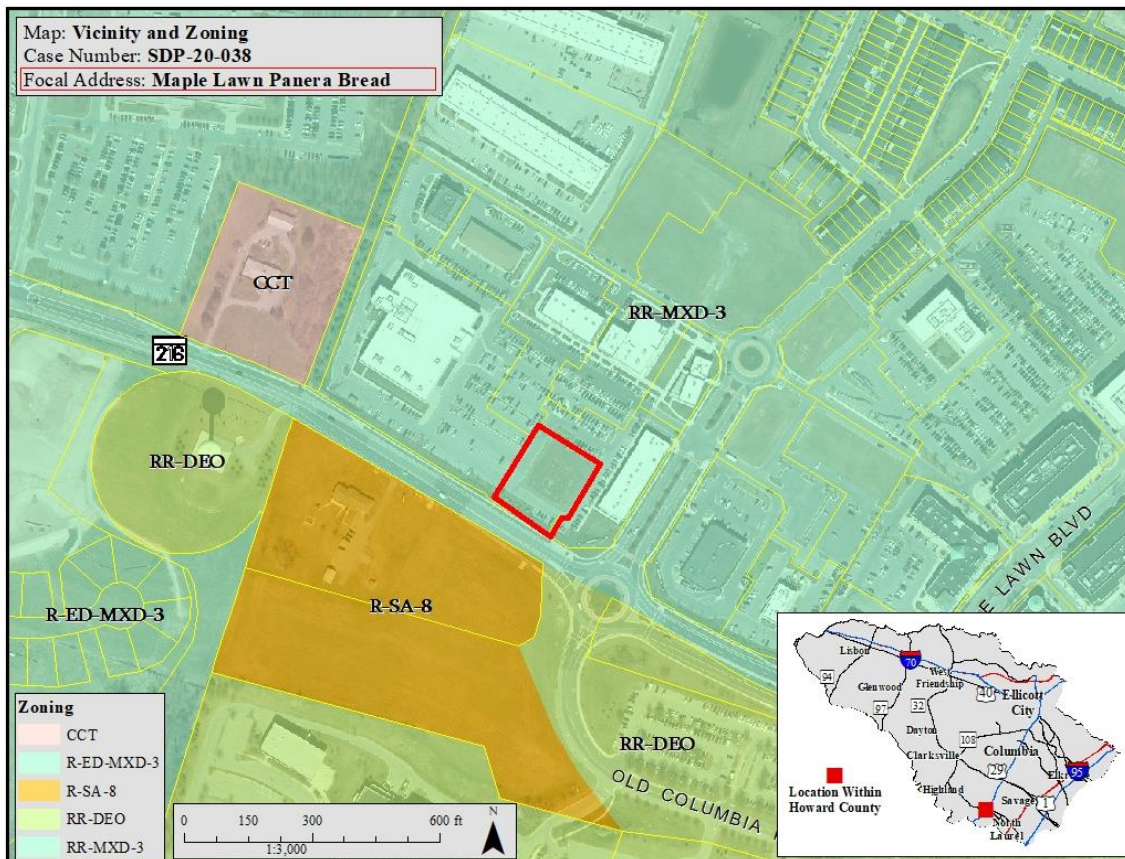 Map: Vicinity and Zoning
Case Number: SDP-20-038
Focal Address: Maple Lawn Panera Bread
CCT
RR-MXD-3
216
RR-DEO
R-ED-MXD-3
R-SA-8
E LAWN BLVD
RR-DEO
OLD COLUMBIA
Zoning
CCT
R-ED-MXD-3
R-SA-8
RR-DEO
RR-MXD-3
0 150 300 600 ft
1:3,000
N
Lisbon
70
94
West
Friendship
Glenwood
40
Ellicott
City
97
32
Dayton
108
Clarksville
Columbia
29
Elkr
95
Highland
Savage
1
North
Laurel
Location Within
Howard County